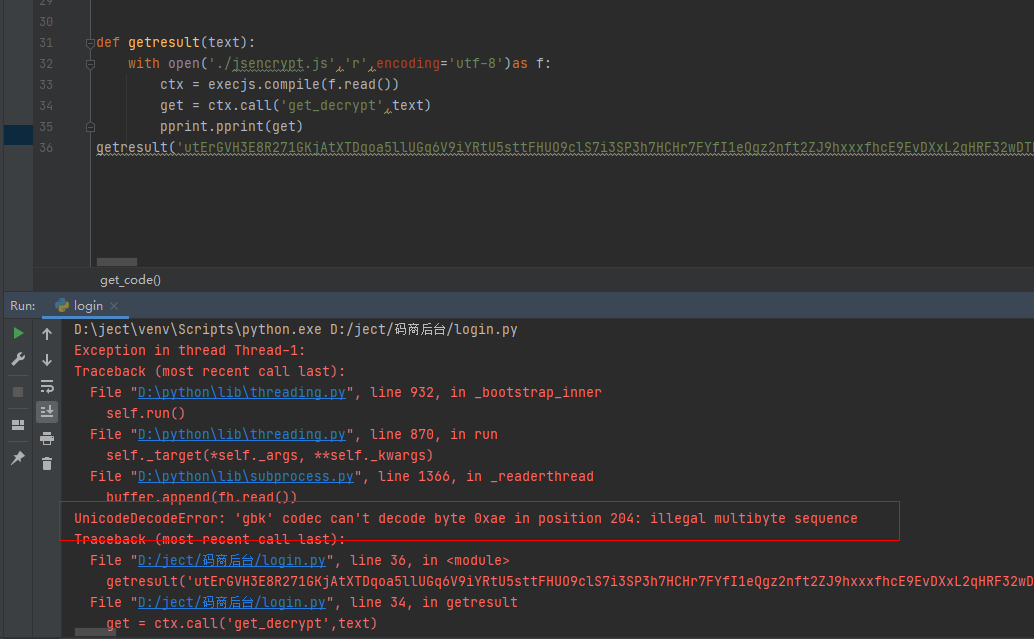 29
30
31 def getresult(text):
32 with open('./jsencrypt.js','r',encoding='utf-8')as f:
33 ctx = execjs.compile(f.read())
34 get = ctx.call('get_decrypt',text)
35 pprint.pprint(get)
36 getresult('utErGVH3E8R271GKjAtXTDqoa5llUGq6V9iYRtU5sttFHUO9clS7i3SP3h7HCHr7FYfI1eQgz2nft2ZJ9hxxxfhcE9EvDXxL2qHRF32wDT
get_code()
Run: login
D:\ject\venv\Scripts\python.exe D:/ject/码商后台/login.py
Exception in thread Thread-1:
Traceback (most recent call last):
File "D:\python\lib\threading.py", line 932, in _bootstrap_inner
self.run()
File "D:\python\lib\threading.py", line 870, in run
self._target(*self._args, **self._kwargs)
File "D:\python\lib\subprocess.py", line 1366, in _readerthread
buffer.append(fh.read())
UnicodeDecodeError: 'gbk' codec can't decode byte 0xae in position 204: illegal multibyte sequence
Traceback (most recent call last):
File "D:/ject/码商后台/login.py", line 36, in <module>
getresult('utErGVH3E8R271GKjAtXTDqoa5llUGq6V9iYRtU5sttFHUO9clS7i3SP3h7HCHr7FYfI1eQgz2nft2ZJ9hxxxfhcE9EvDXxL2qHRF32wD
File "D:/ject/码商后台/login.py", line 34, in getresult
get = ctx.call('get_decrypt',text)